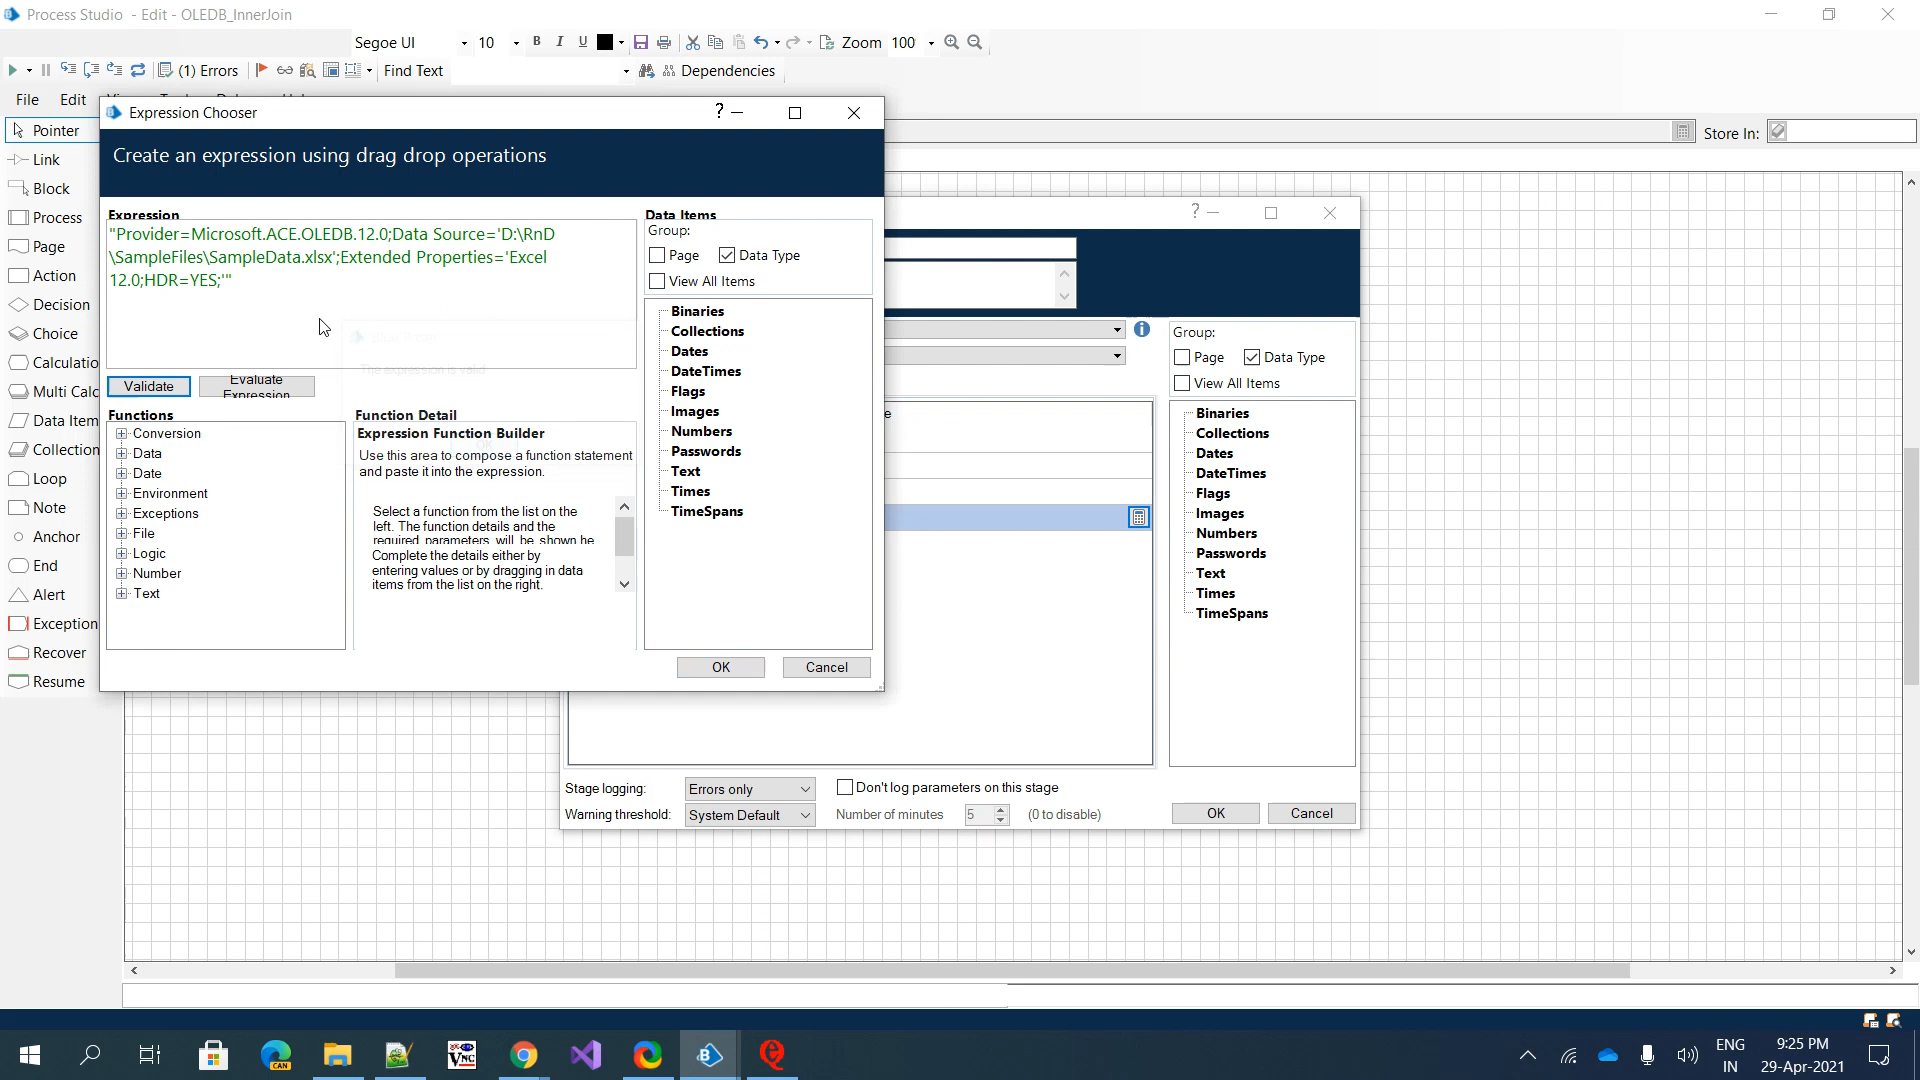 Process Studio - Edit - OLEDB_InnerJoin
Segoe UI 10 B I U Zoom 100
(1) Errors Find Text Dependencies
File Edit
Expression Chooser ?
Create an expression using drag drop operations
Expression
"Provider=Microsoft.ACE.OLEDB.12.0;Data Source='D:\RnD
\SampleFiles\SampleData.xlsx';Extended Properties='Excel
12.0;HDR=YES;'"
The expression is valid
Validate
Evaluate
Expression
Functions
Conversion
Data
Date
Environment
Exceptions
File
Logic
Number
Text
Function Detail
Expression Function Builder
Use this area to compose a function statement
and paste it into the expression.
Select a function from the list on the
left. The function details and the
required parameters will be shown he
Complete the details either by
entering values or by dragging in data
items from the list on the right.
Data Items
Group:
Page Data Type
View All Items
Binaries
Collections
Dates
DateTimes
Flags
Images
Numbers
Passwords
Text
Times
TimeSpans
OK Cancel
Pointer
Link
Block
Process
Page
Action
Decision
Choice
Calculatio
Multi Calc
Data Item
Collection
Loop
Note
Anchor
End
Alert
Exception
Recover
Resume
Store In:
?
e
Group:
Page Data Type
View All Items
Binaries
Collections
Dates
DateTimes
Flags
Images
Numbers
Passwords
Text
Times
TimeSpans
Stage logging: Errors only Don't log parameters on this stage
Warning threshold: System Default Number of minutes 5 (0 to disable)
OK Cancel
CAN
VNC
B
ENG
IN
9:25 PM
29-Apr-2021